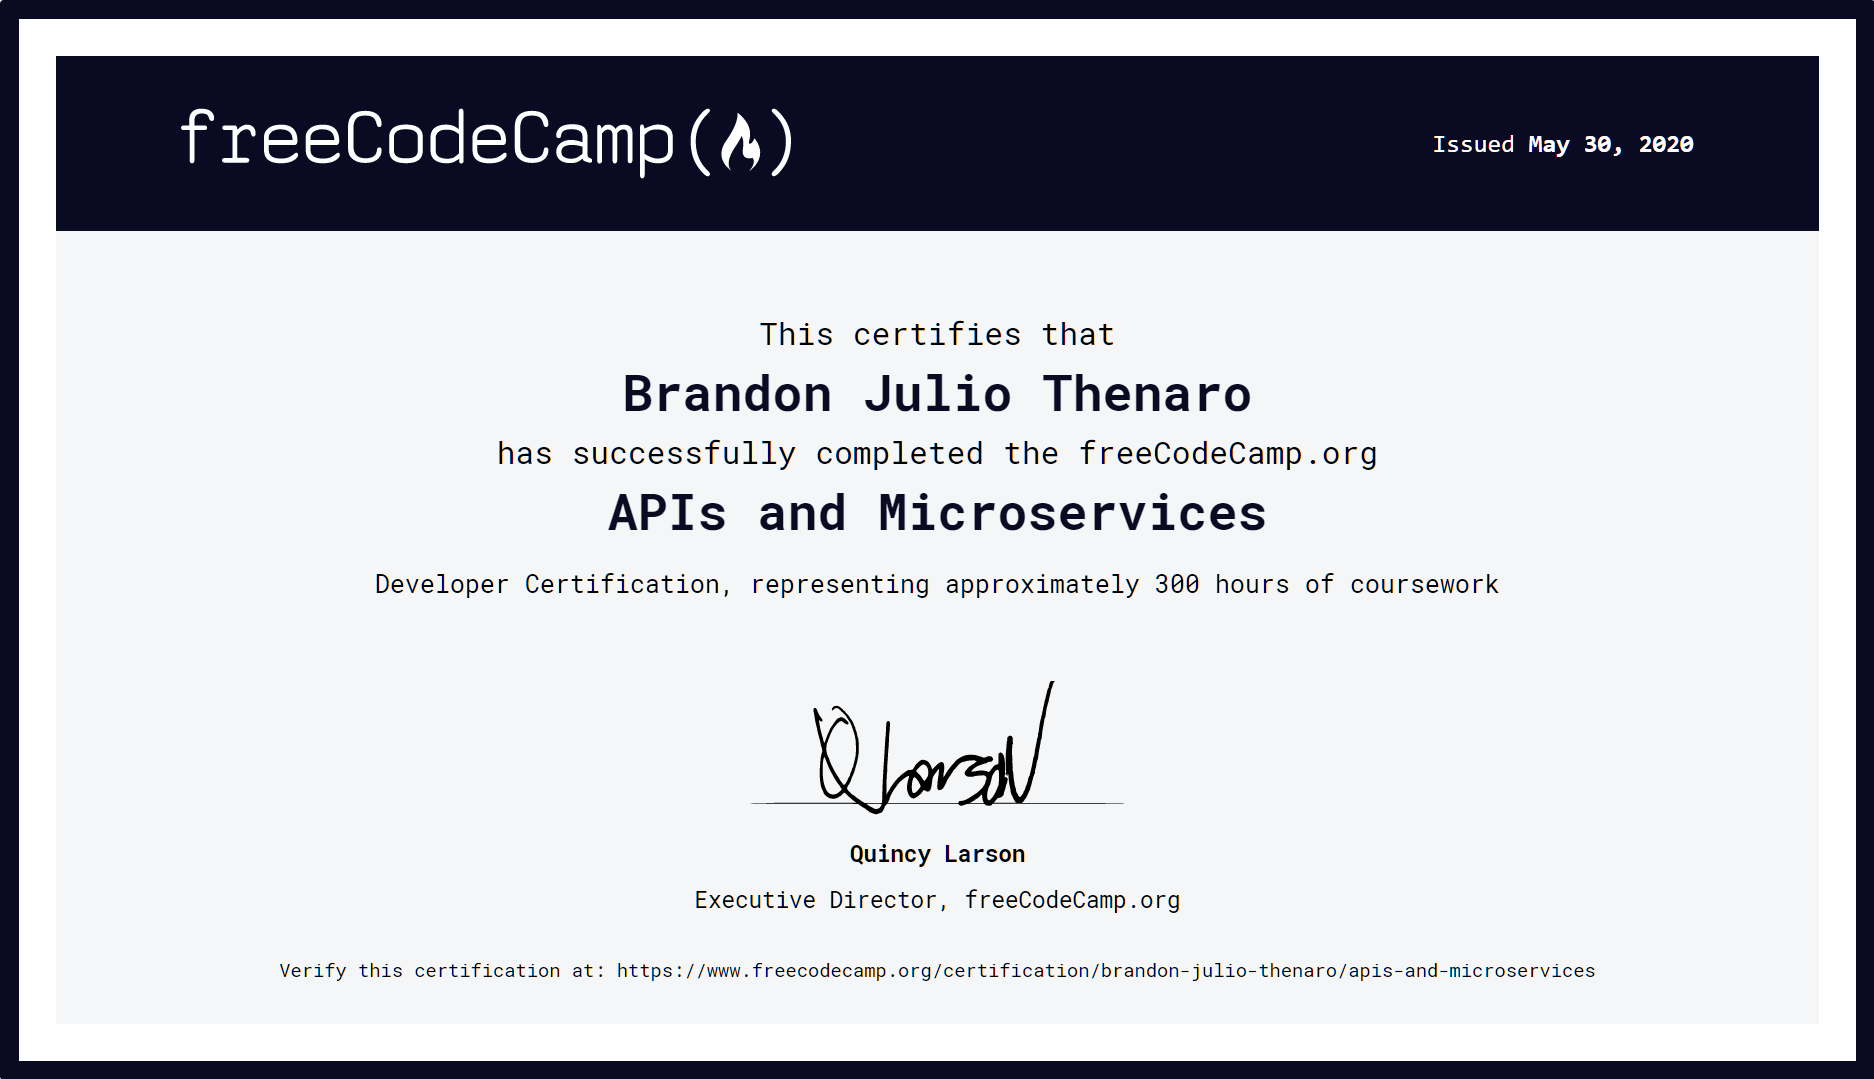 freeCodeCamp(🔥)
Issued May 30, 2020
This certifies that
Brandon Julio Thenaro
has successfully completed the freeCodeCamp.org
APIs and Microservices
Developer Certification, representing approximately 300 hours of coursework
Q Larson
Quincy Larson
Executive Director, freeCodeCamp.org
Verify this certification at: https://www.freecodecamp.org/certification/brandon-julio-thenaro/apis-and-microservices